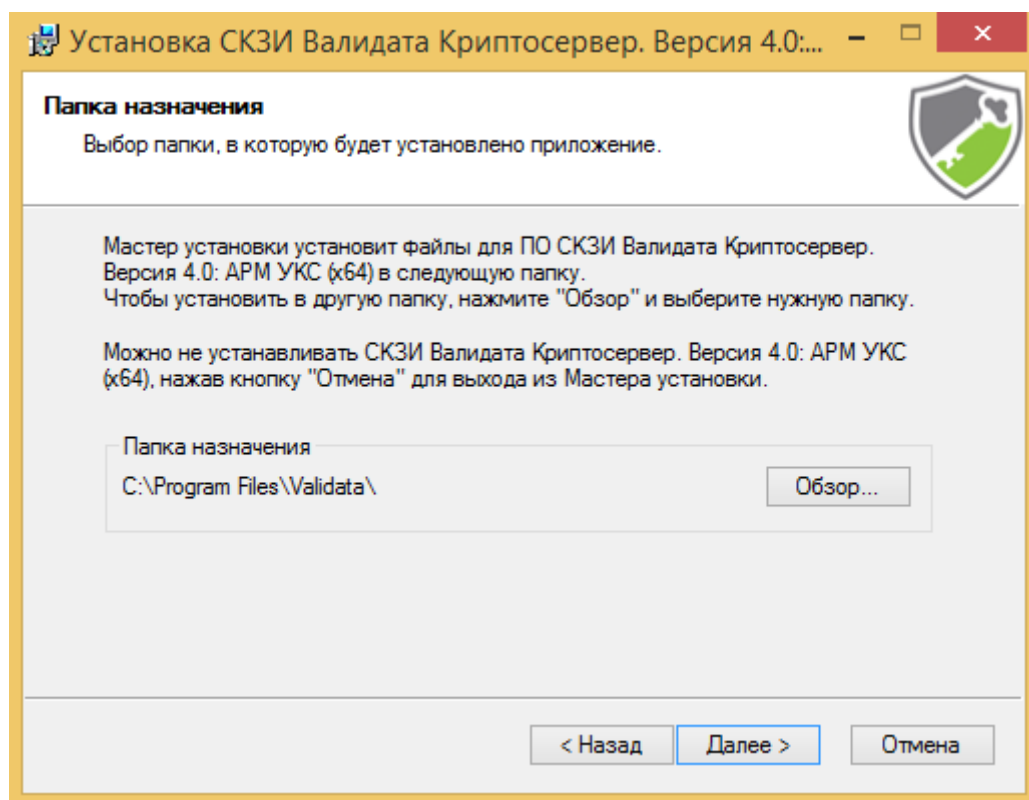 Установка СКЗИ Валидата Криптосервер. Версия 4.0:...
Папка назначения
Выбор папки, в которую будет установлено приложение.
Мастер установки установит файлы для ПО СКЗИ Валидата Криптосервер.
Версия 4.0: АРМ УКС (x64) в следующую папку.
Чтобы установить в другую папку, нажмите "Обзор" и выберите нужную папку.
Можно не устанавливать СКЗИ Валидата Криптосервер. Версия 4.0: АРМ УКС
(x64), нажав кнопку "Отмена" для выхода из Мастера установки.
Папка назначения
C:\Program Files\Validata\
Обзор...
< Назад
Далее >
Отмена